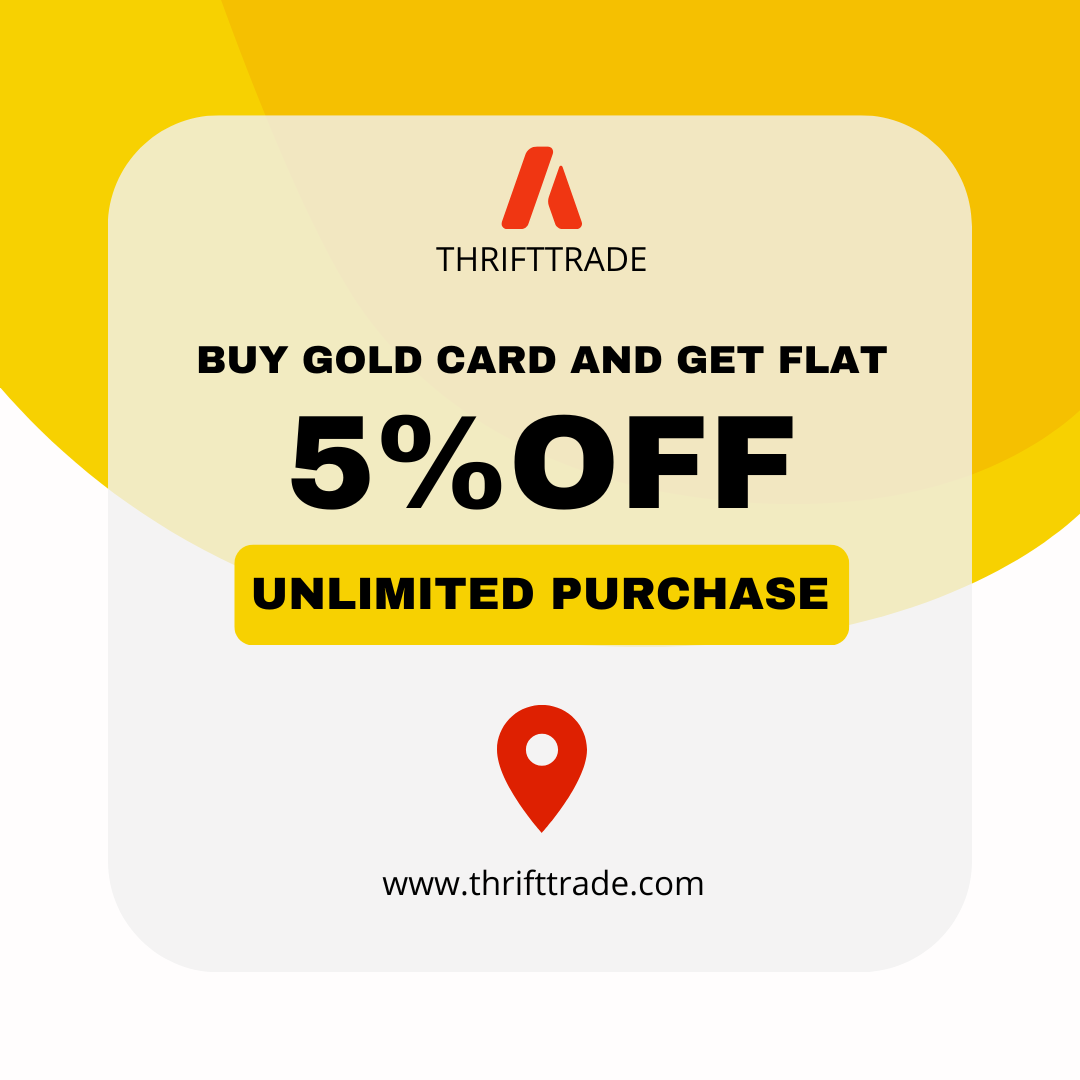 THRIFTTRADE
BUY GOLD CARD AND GET FLAT
5%OFF
UNLIMITED PURCHASE
www.thrifttrade.com